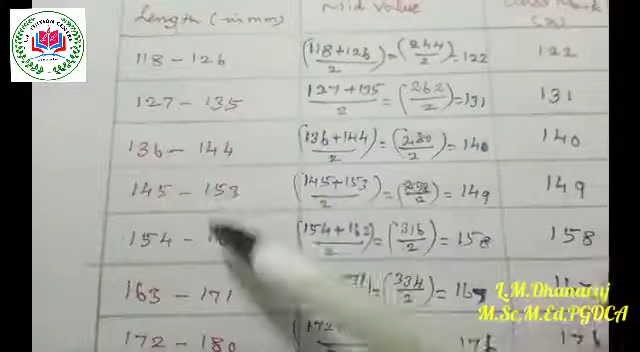 Length (in mm) Mid Value Class Mark
118 - 126 (118+126/2) = (244/2) = 122 122
127 - 135 (127+135/2) = (262/2) = 131 131
136 - 144 (136+144/2) = (280/2) = 140 140
145 - 153 (145+153/2) = (298/2) = 149 149
154 - (154+162/2) = (316/2) = 158 158
163 - 171 = (334/2) = 167
L.M.Dhanaraj
M.Sc,M.Ed,PGDCA
172 - 180 176